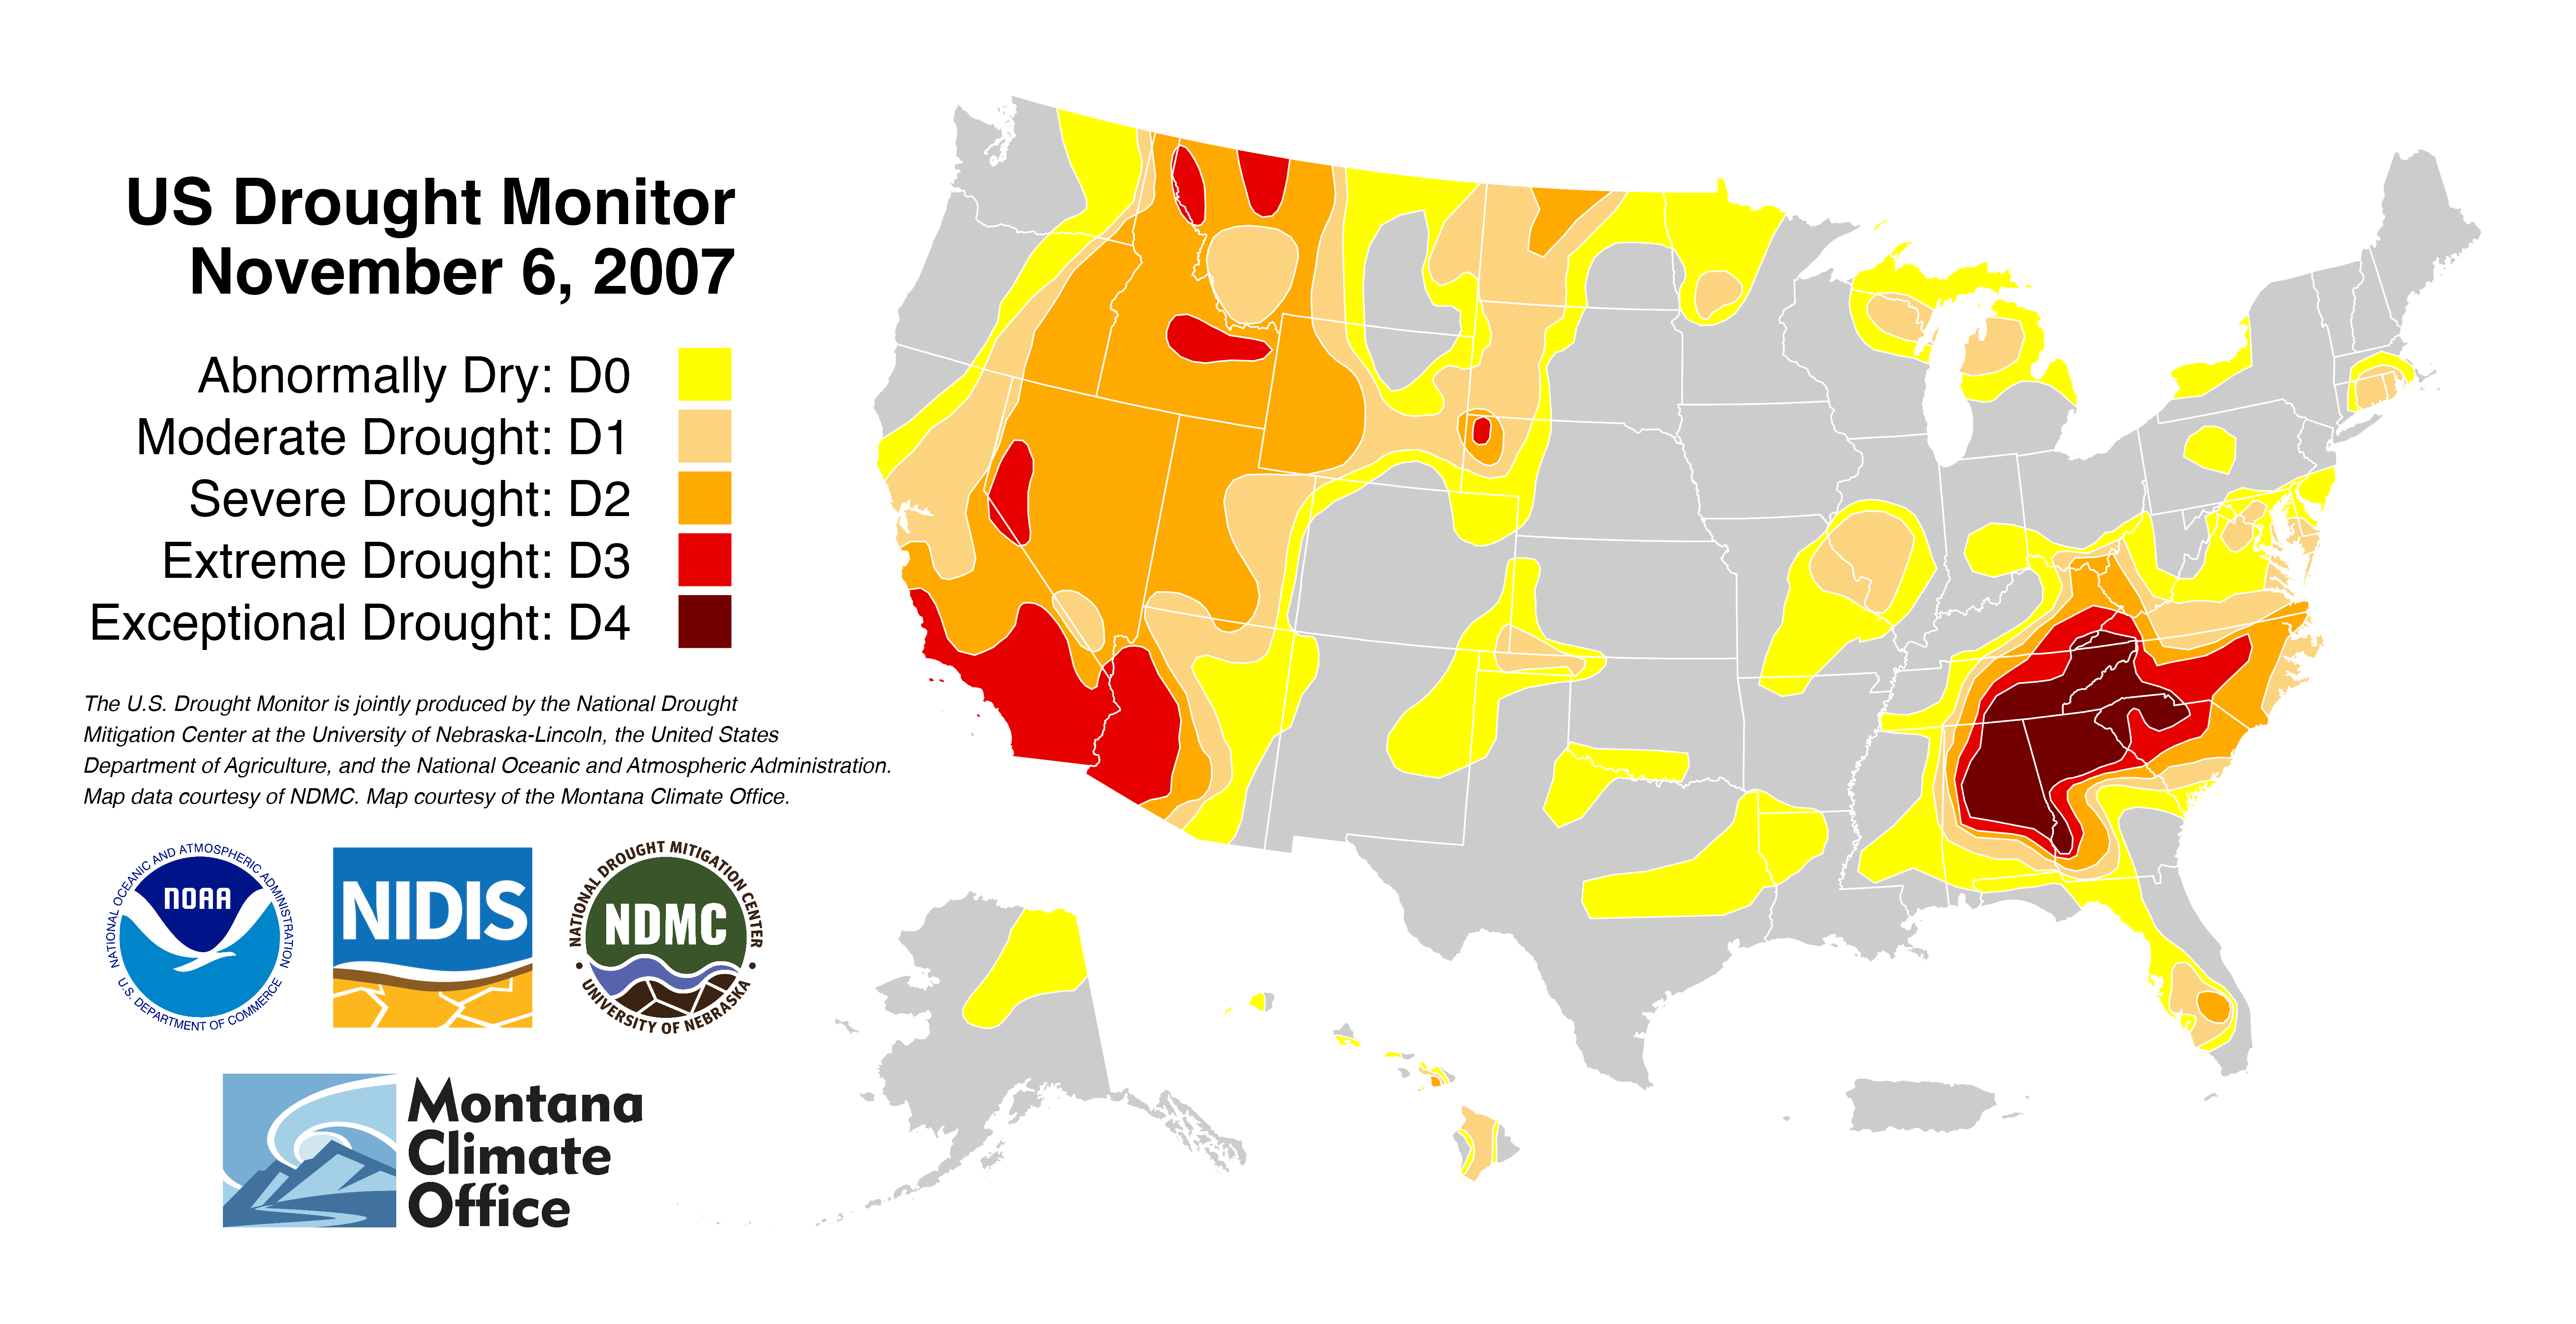 US Drought Monitor
November 6, 2007
Abnormally Dry: D0
Moderate Drought: D1
Severe Drought: D2
Extreme Drought: D3
Exceptional Drought: D4
The U.S. Drought Monitor is jointly produced by the National Drought
Mitigation Center at the University of Nebraska-Lincoln, the United States
Department of Agriculture, and the National Oceanic and Atmospheric Administration.
Map data courtesy of NDMC. Map courtesy of the Montana Climate Office.
NATIONAL OCEANIC AND ATMOSPHERIC ADMINISTRATION
NOAA
U.S. DEPARTMENT OF COMMERCE
NIDIS
NATIONAL DROUGHT MITIGATION CENTER
NDMC
UNIVERSITY OF NEBRASKA
Montana
Climate
Office